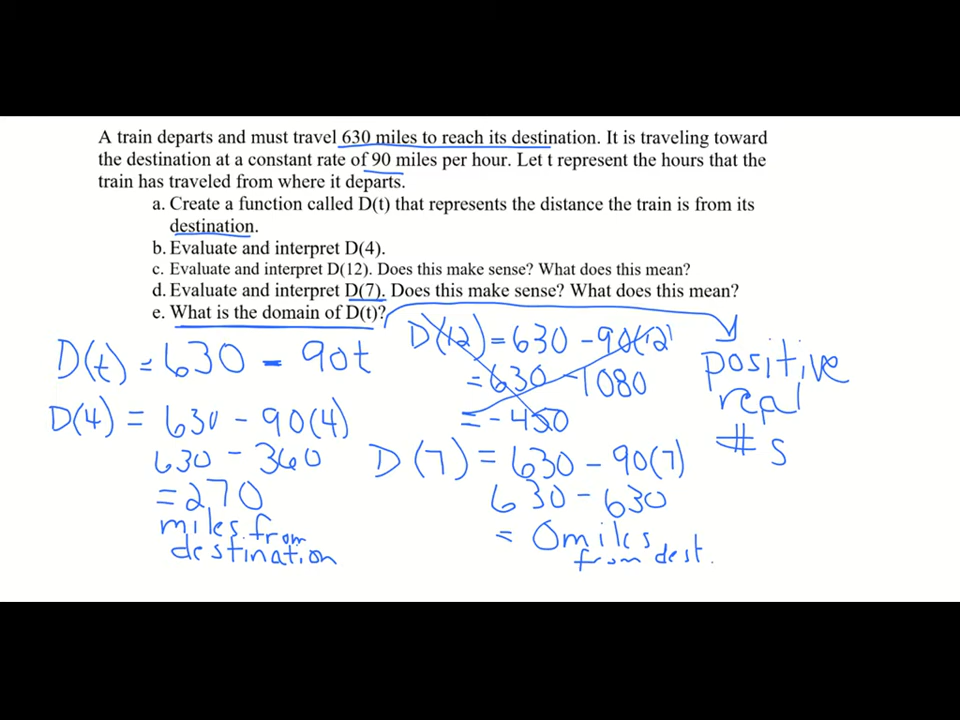 A train departs and must travel 630 miles to reach its destination. It is traveling toward
the destination at a constant rate of 90 miles per hour. Let t represent the hours that the
train has traveled from where it departs.
a. Create a function called D(t) that represents the distance the train is from its
destination.
b. Evaluate and interpret D(4).
c. Evaluate and interpret D(12). Does this make sense? What does this mean?
d. Evaluate and interpret D(7). Does this make sense? What does this mean?
e. What is the domain of D(t)?
D(t) = 630 - 90t
D(4) = 630 - 90(4)
630 - 360
= 270
miles from
destination
D(12) = 630 - 90(12)
= 630 - 1080
= -450
D(7) = 630 - 90(7)
630 - 630
= 0 miles
from dest.
positive
real
#s